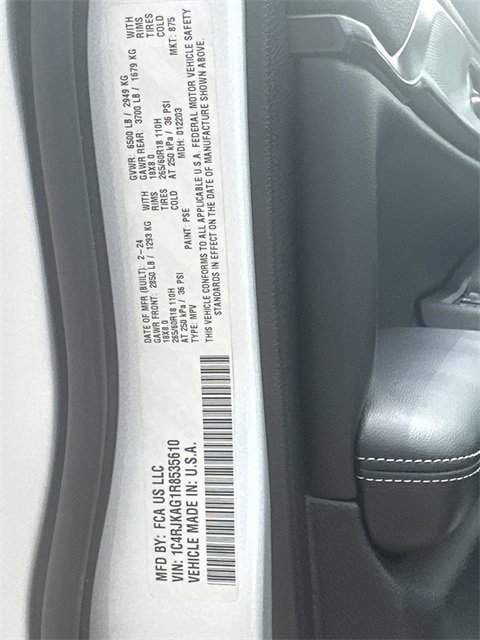 MFD BY: FCA US LLC
VIN: 1C4RJKAG1R8535610
VEHICLE MADE IN: U.S.A.
DATE OF MFR (BUILT): 2-24 GVWR: 6500 LB / 2949 KG
GAWR FRONT: 2850 LB / 1293 KG WITH GAWR REAR: 3700 LB / 1679 KG WITH
18X8.0 RIMS 18X8.0 RIMS
265/60R18 110H TIRES 265/60R18 110H TIRES
AT 250 kPa / 36 PSI COLD AT 250 kPa / 36 PSI COLD
TYPE: MPV PAINT: PSE MDH: 012203 MKT: 875
THIS VEHICLE CONFORMS TO ALL APPLICABLE U.S.A. FEDERAL MOTOR VEHICLE SAFETY
STANDARDS IN EFFECT ON THE DATE OF MANUFACTURE SHOWN ABOVE.